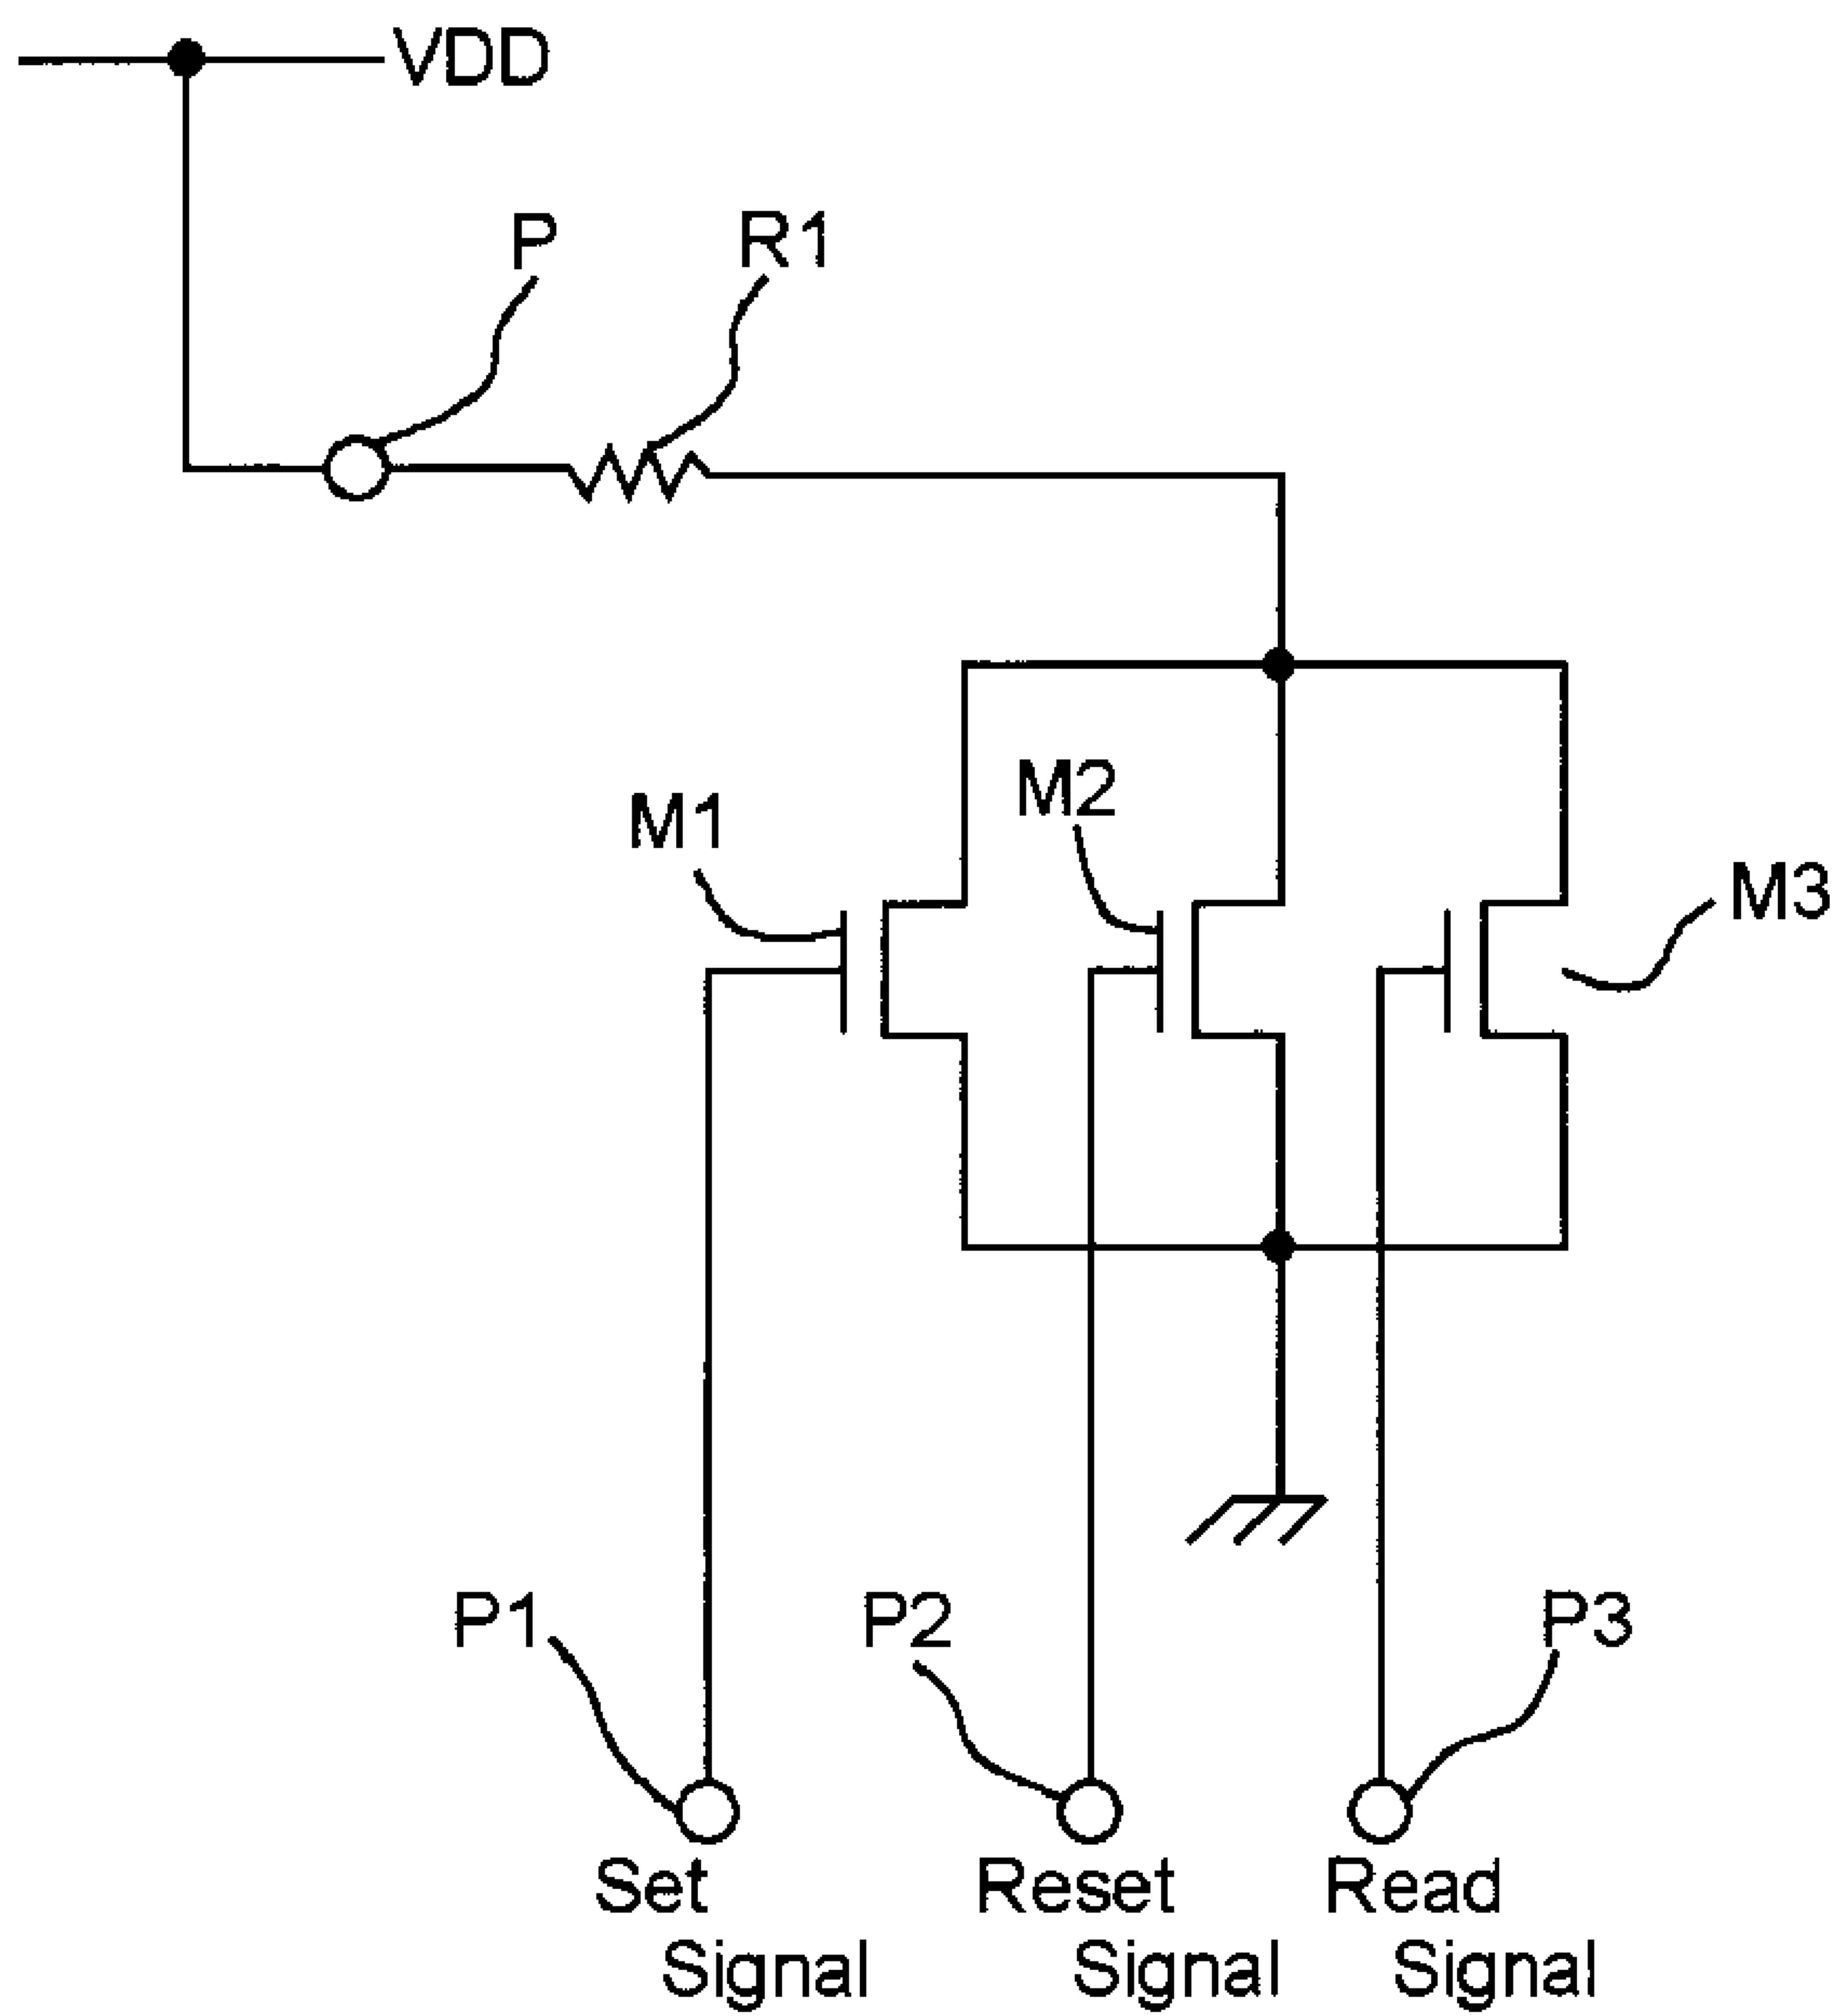 VDD
P
R1
M1
M2
M3
P1
P2
P3
Set
Signal
Reset
Signal
Read
Signal